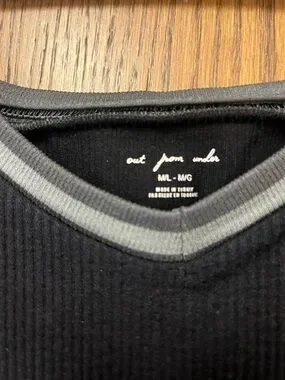 out from under
M/L - M/G
MADE IN TURKEY
FABRIQUÉ EN TURQUIE